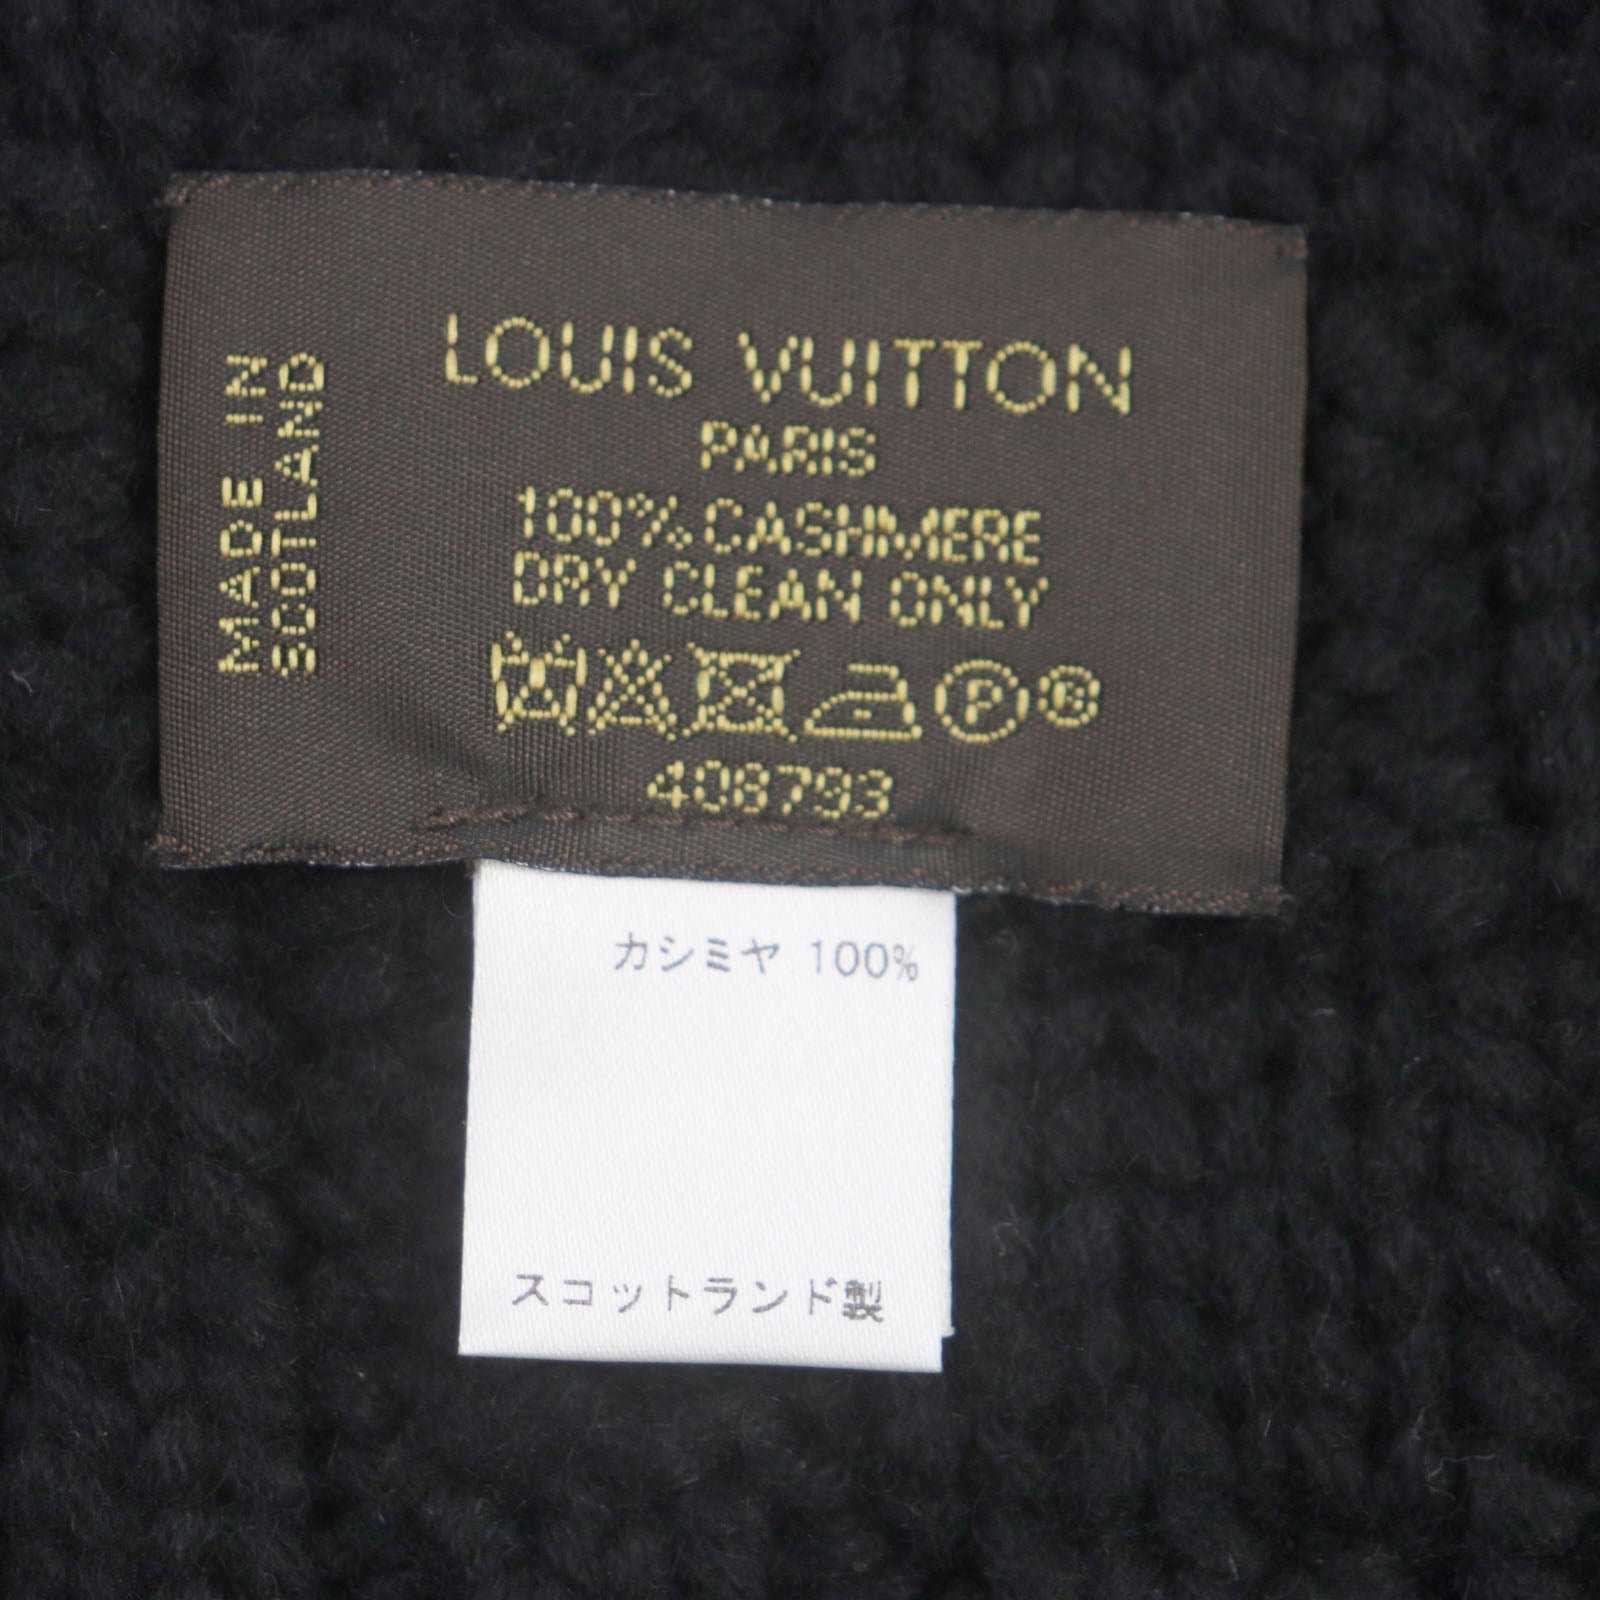 MADE IN
SCOTLAND
LOUIS VUITTON
PARIS
100% CASHMERE
DRY CLEAN ONLY
P ®
408793
カシミヤ 100%
スコットランド製